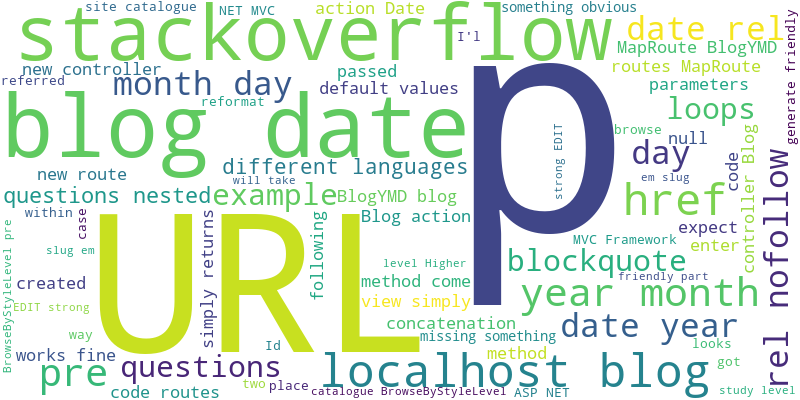 site catalogue
NET MVC
action Date
something obvious
stackoverflow
I'l
date rel
generate friendly
new controller
MapRoute BlogYMD
referred
month day
passed
default values
routes MapRoute
parameters
blog date
reformat
p
loops
strong EDIT
browse
null
day
controller Blog
new route
different languages
code
em slug
will take
questions nested
example
BlogYMD blog
href
rel nofollow
within
case
URL
simply returns
following
Blog action
expect
enter
BrowseByStyleLevel pre
slug em
MVC Framework
level Higher
blockquote
created
method come
friendly part
year month
EDIT strong
view simply
concatenation
date year
way
missing something
looks
works fine
Id
method
got
questions
pre
localhost blog
code routes
two
place
catalogue BrowseByStyleLevel
ASP NET
study level